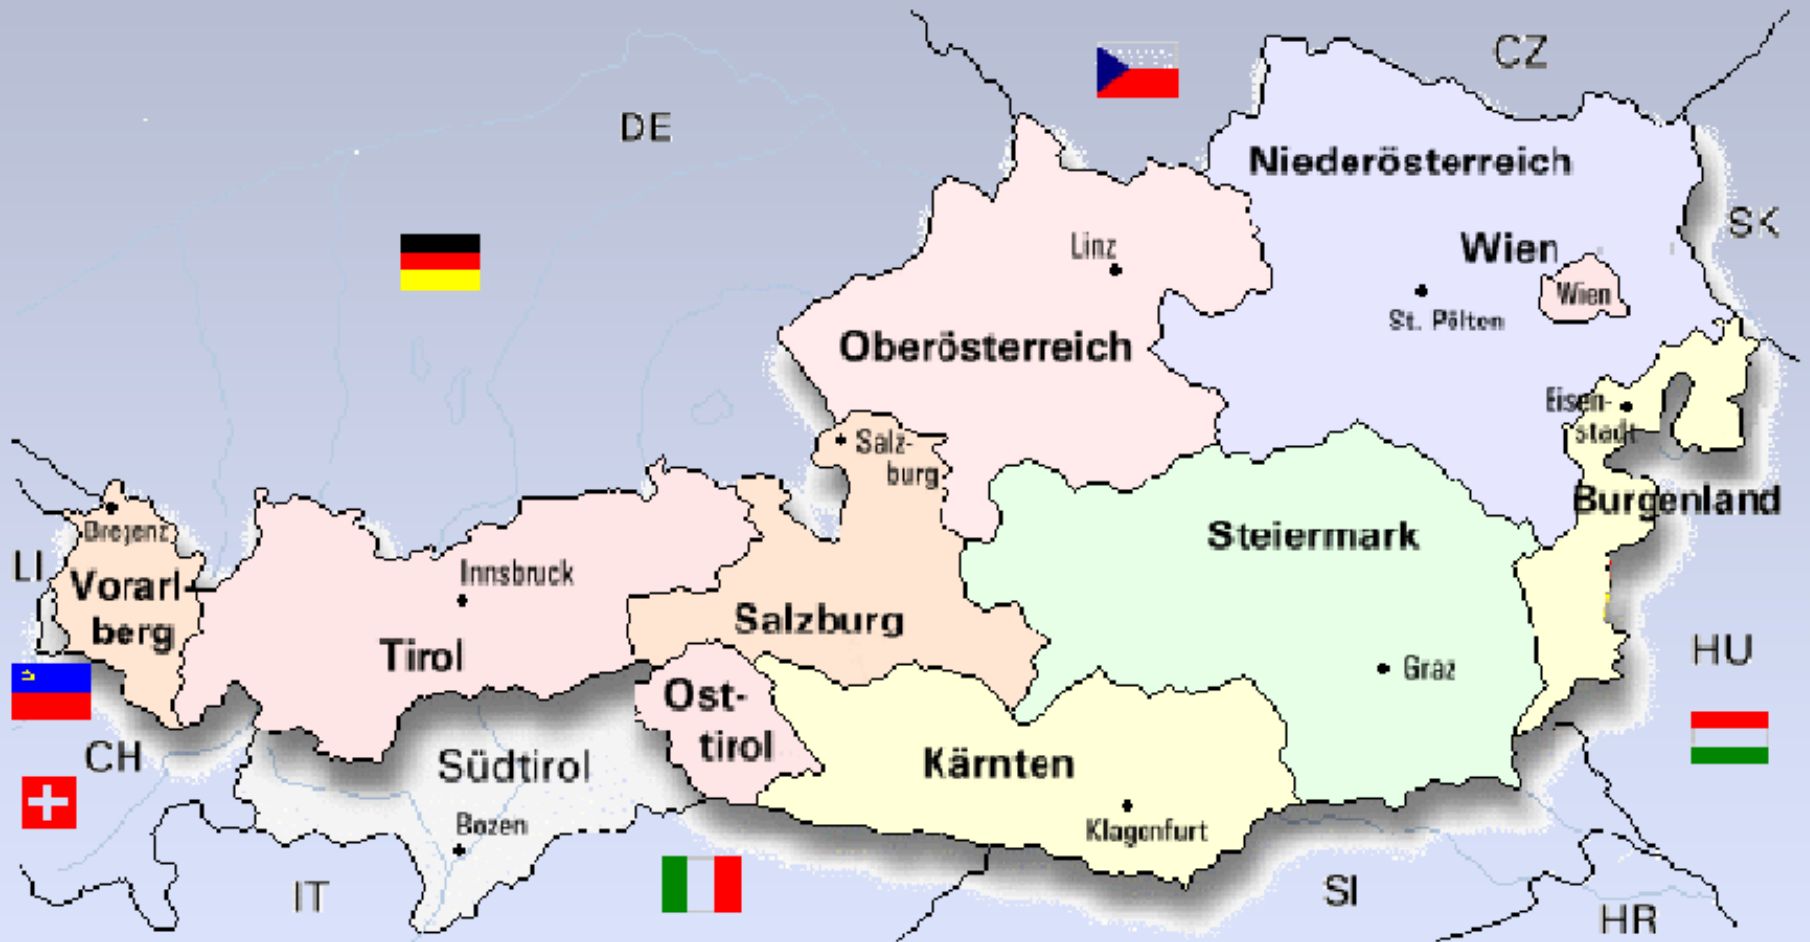 CZ
DE
Niederösterreich
SK
Linz
Wien
Wien
St. Pölten
Oberösterreich
Eisen-
stadt
Salz-
burg
Burgenland
Bregenz
Steiermark
LI
Vorarl-
berg
Innsbruck
Salzburg
Tirol
HU
Graz
Ost-
tirol
CH
Südtirol
Kärnten
Bozen
Klagenfurt
IT
SI
HR